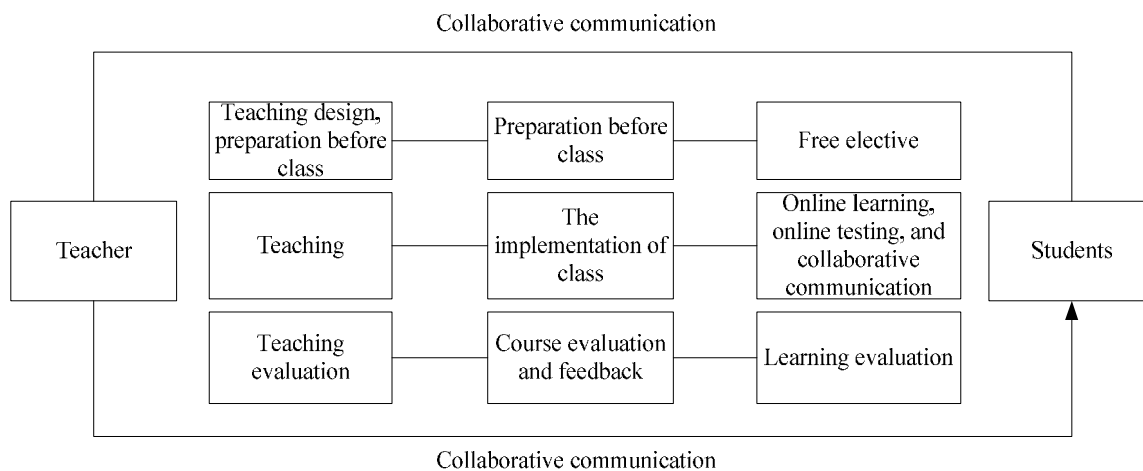 Collaborative communication
Teaching design,
preparation before
class
Preparation before
class
Free elective
Teacher
Teaching
The
implementation of
class
Online learning,
online testing, and
collaborative
communication
Students
Teaching
evaluation
Course evaluation
and feedback
Learning evaluation
Collaborative communication